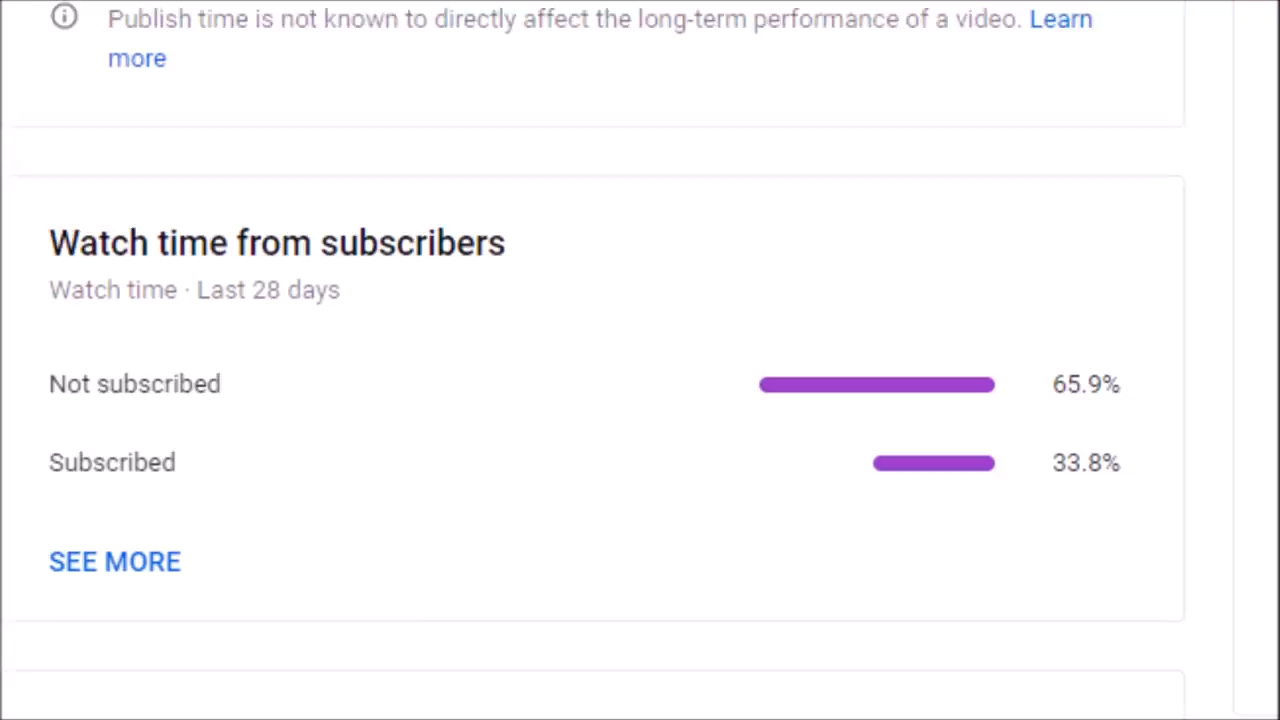 Publish time is not known to directly affect the long-term performance of a video. Learn
more
Watch time from subscribers
Watch time · Last 28 days
Not subscribed 65.9%
Subscribed 33.8%
SEE MORE